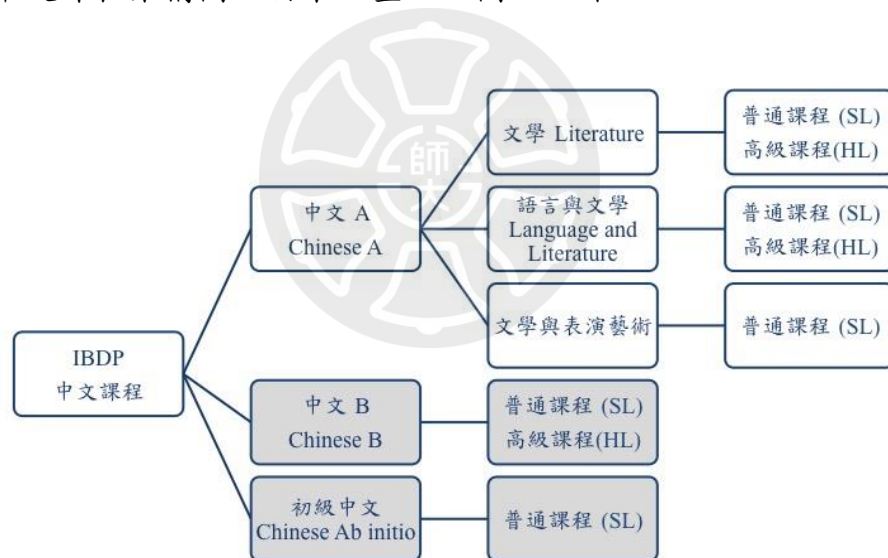 文學 Literature
普通課程 (SL)
高級課程(HL)
中文 A
Chinese A
語言與文學
Language and
Literature
普通課程 (SL)
高級課程(HL)
文學與表演藝術
普通課程 (SL)
IBDP
中文課程
中文 B
Chinese B
普通課程 (SL)
高級課程(HL)
初級中文
Chinese Ab initio
普通課程 (SL)
師大